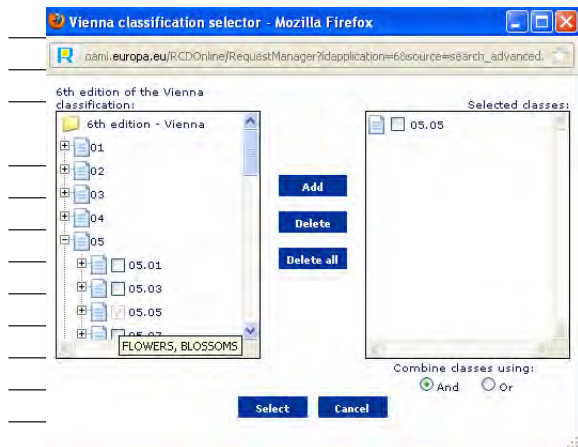 Vienna classification selector - Mozilla Firefox
oami.europa.eu/RCDOnline/RequestManager?idapplication=6&source=search_advanced.
6th edition of the Vienna
classification:
Selected classes:
6th edition - Vienna
05.05
01
02
03
Add
04
Delete
05
Delete all
05.01
05.03
05.05
05.07
FLOWERS, BLOSSOMS
Combine classes using:
And Or
Select Cancel